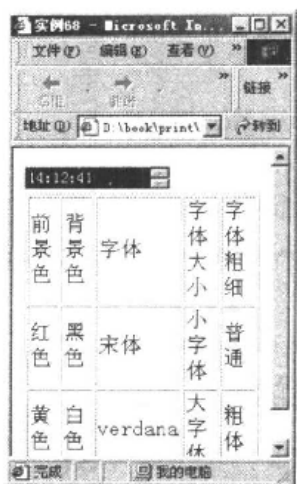 实例68 - Microsoft In...
文件(F) 编辑(E) 查看(V) »
» 链接 »
地址(D) D:\book\print\ 转到
14:12:41
前景色 背景色 字体 字体大小 字体粗细
红色 黑色 宋体 小字体 普通
黄色 白色 verdana 大字体 粗体
完成 我的电脑